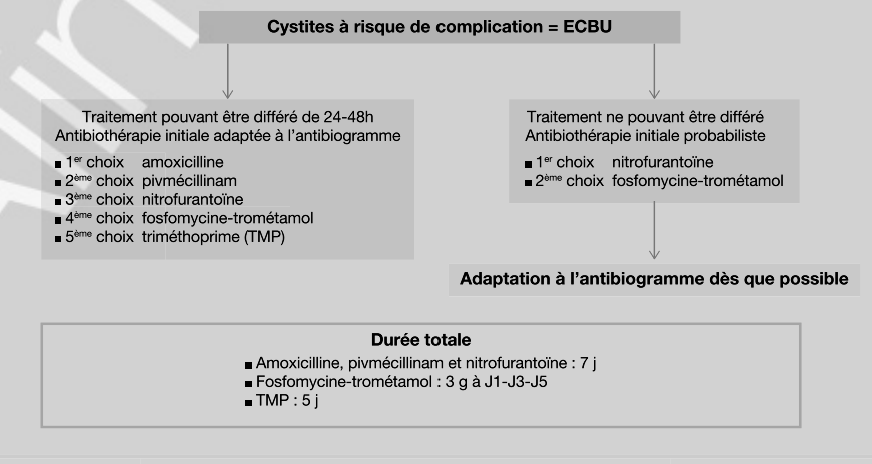 Cystites à risque de complication = ECBU
Traitement pouvant être différé de 24-48h
Antibiothérapie initiale adaptée à l'antibiogramme
■ 1er choix amoxicilline
■ 2ème choix pivmécillinam
■ 3ème choix nitrofurantoïne
■ 4ème choix fosfomycine-trométamol
■ 5ème choix triméthoprime (TMP)
Traitement ne pouvant être différé
Antibiothérapie initiale probabiliste
■ 1er choix nitrofurantoïne
■ 2ème choix fosfomycine-trométamol
Adaptation à l'antibiogramme dès que possible
Durée totale
■ Amoxicilline, pivmécillinam et nitrofurantoïne : 7 j
■ Fosfomycine-trométamol : 3 g à J1-J3-J5
■ TMP : 5 j